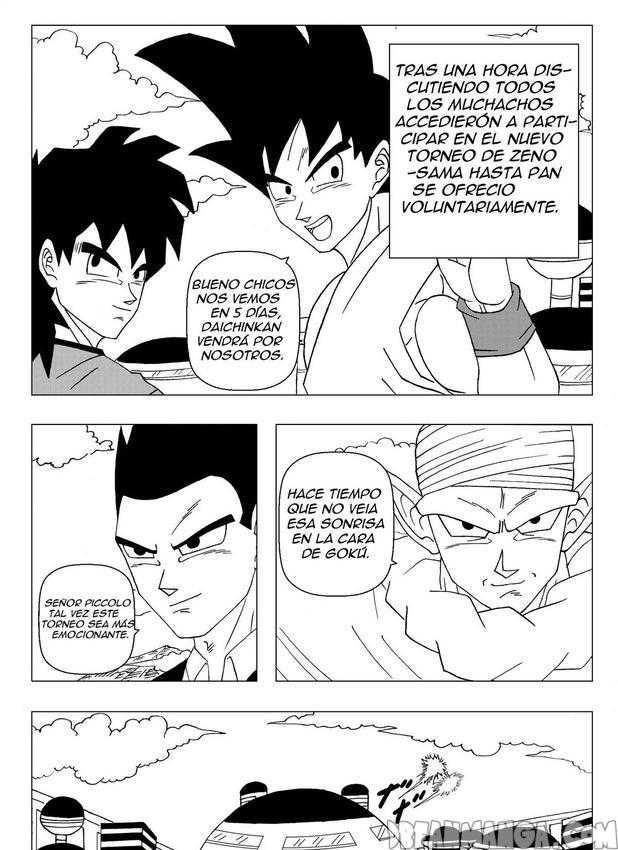 TRAS UNA HORA DIS-
CUTIENDO TODOS
LOS MUCHACHOS
ACCEDIERÓN A PARTI-
CIPAR EN EL NUEVO
TORNEO DE ZENO
-SAMA HASTA PAN
SE OFRECIO
VOLUNTARIAMENTE.
BUENO CHICOS
NOS VEMOS
EN 5 DÍAS,
DAICHINKAN
VENDRÁ POR
NOSOTROS.
HACE TIEMPO
QUE NO VEIA
ESA SONRISA
EN LA CARA
DE GOKÚ.
SEÑOR PICCOLO
TAL VEZ ESTE
TORNEO SEA MÁS
EMOCIONANTE.
DBFANMANGA.COM